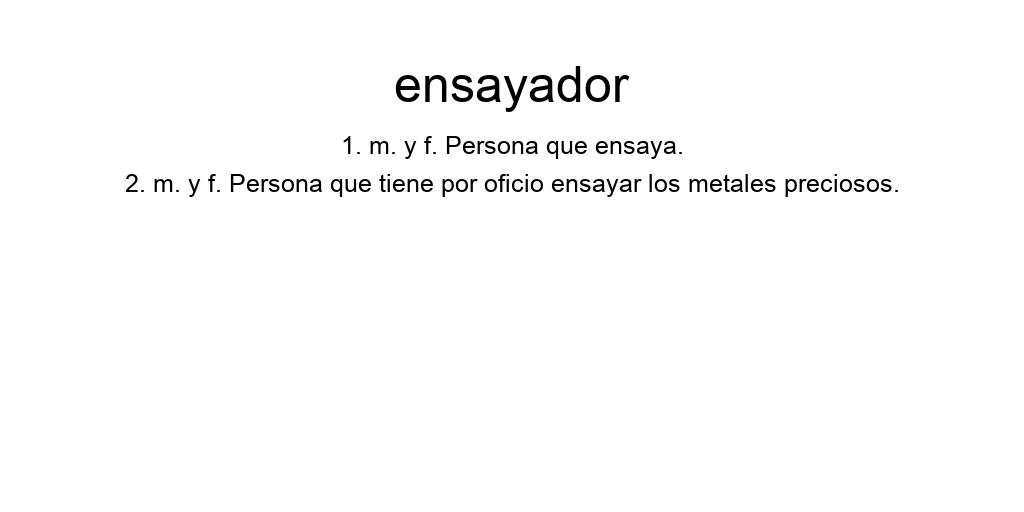 ensayador
1. m. y f. Persona que ensaya.
2. m. y f. Persona que tiene por oficio ensayar los metales preciosos.